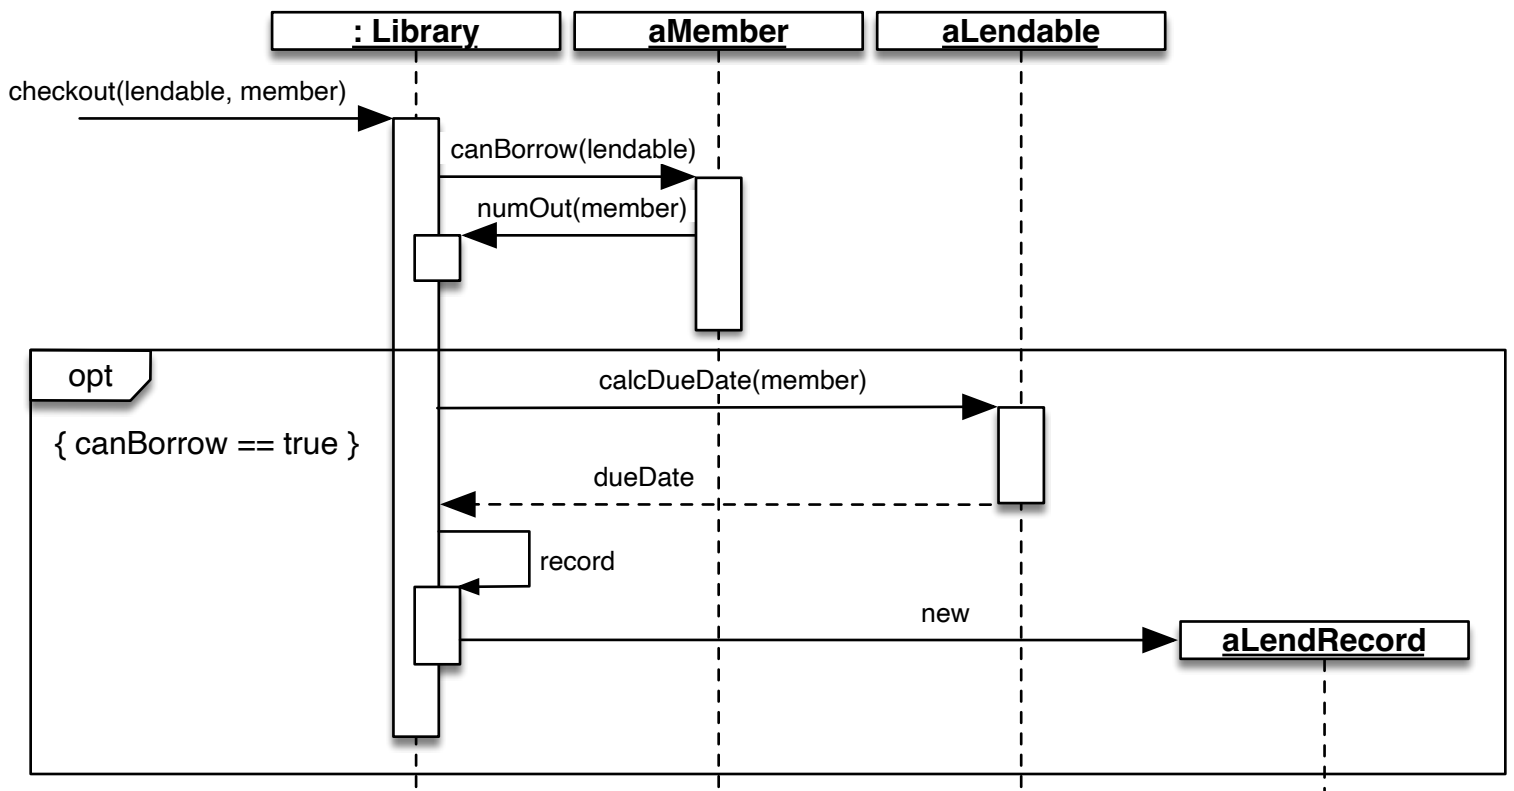 : Library
aMember
aLendable
checkout(lendable, member)
canBorrow(lendable)
numOut(member)
opt
calcDueDate(member)
{ canBorrow == true }
dueDate
record
new
aLendRecord